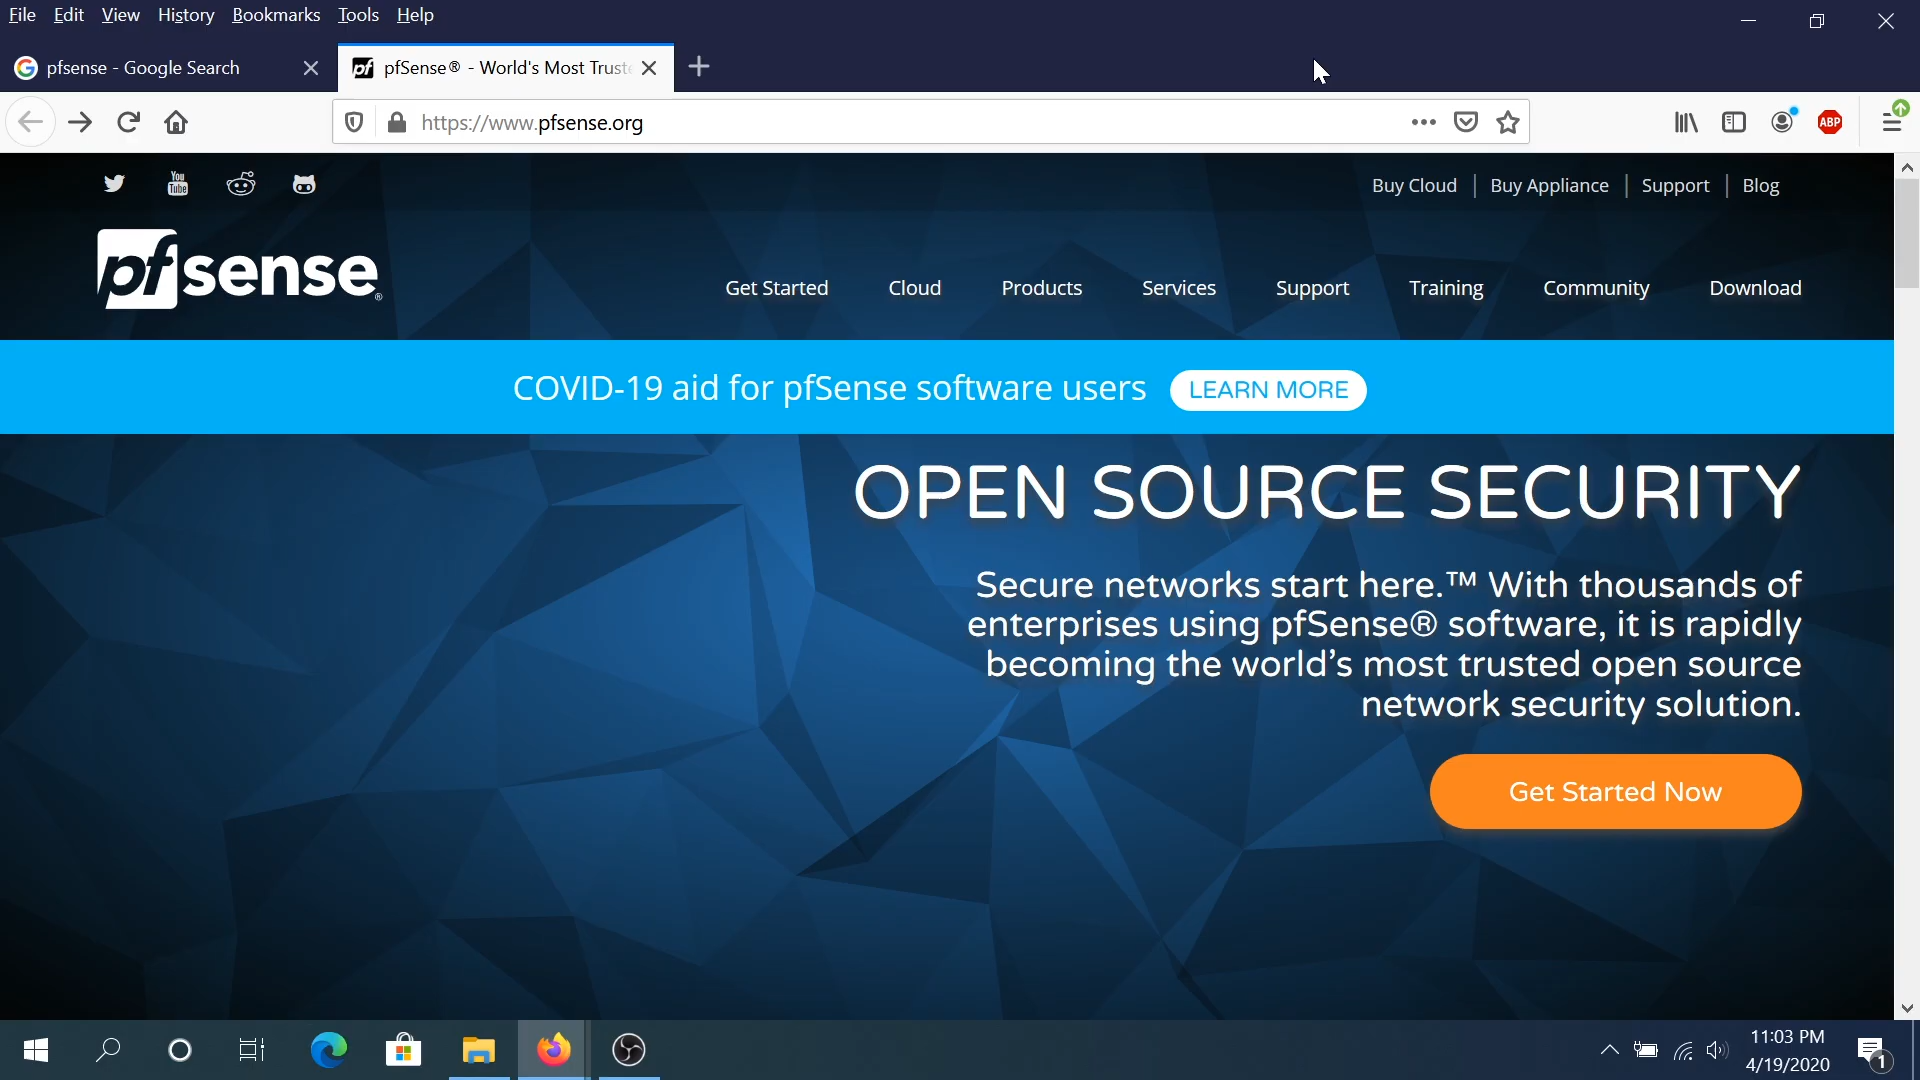 File Edit View History Bookmarks Tools Help
pfsense - Google Search
pfSense® - World's Most Trust
https://www.pfsense.org
ABP
You Tube
Buy Cloud Buy Appliance Support Blog
pfsense®
Get Started Cloud Products Services Support Training Community Download
COVID-19 aid for pfSense software users LEARN MORE
OPEN SOURCE SECURITY
Secure networks start here.™ With thousands of
enterprises using pfSense® software, it is rapidly
becoming the world's most trusted open source
network security solution.
Get Started Now
11:03 PM
4/19/2020
1